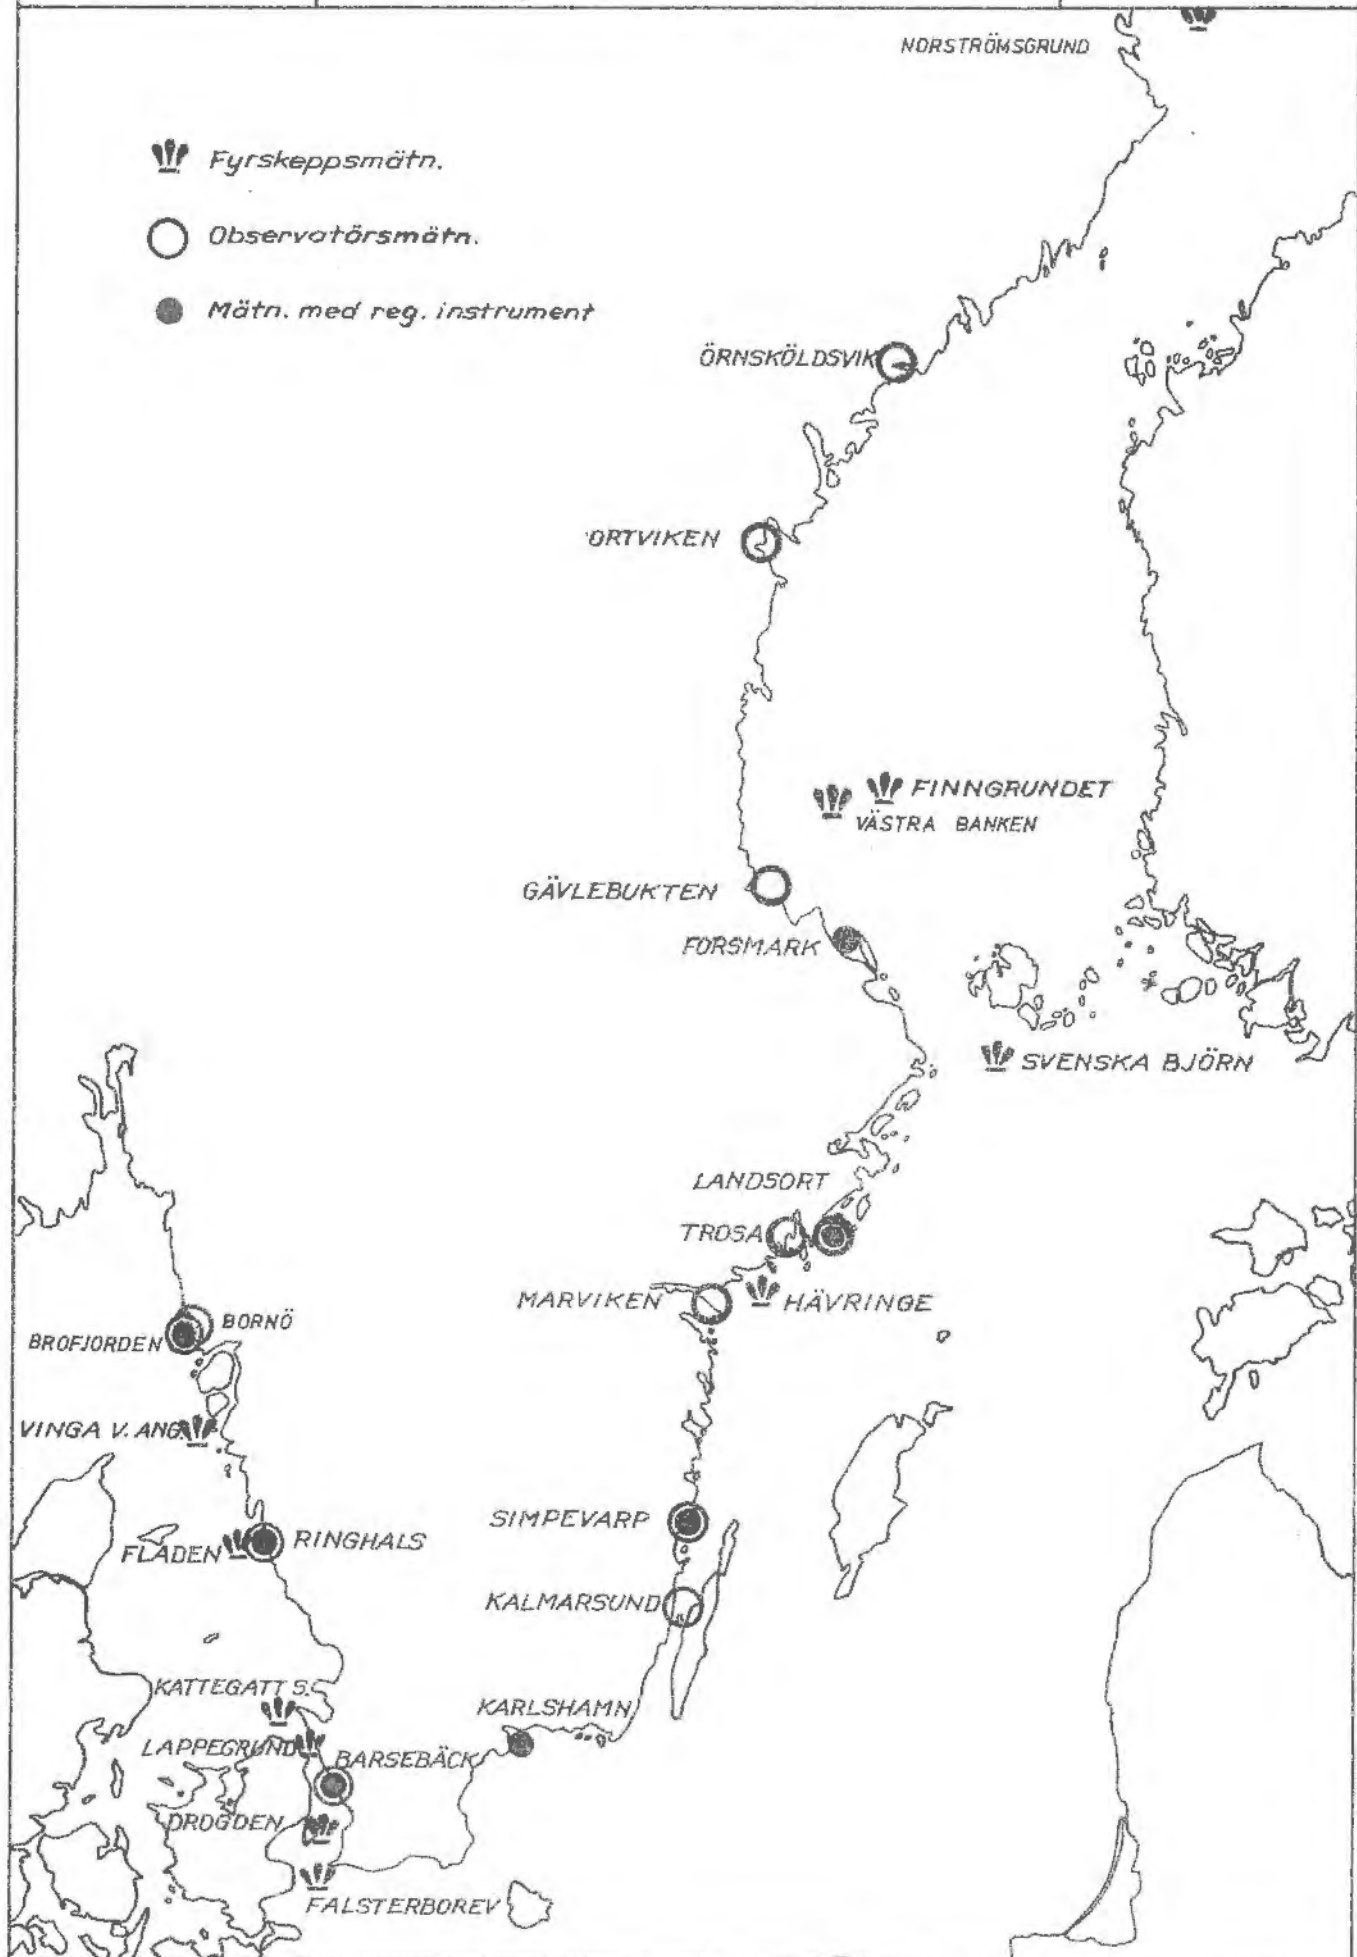 NORSTRÖMSGRUND
Fyrskeppsmätn.
Observatörsmätn.
Mätn. med reg. instrument
ÖRNSKÖLDSVIK
ORTVIKEN
FINNGRUNDET
VÄSTRA BANKEN
GÄVLEBUKTEN
FORSMARK
SVENSKA BJÖRN
LANDSORT
TROSA
MARVIKEN
HÄVRINGE
BORNÖ
BROFJORDEN
VINGA V. ANG.
SIMPEVARP
RINGHALS
FLADEN
KALMARSUND
KATTEGATT S.
KARLSHAMN
LAPPEGRUND
BARSEBÄCK
DROGDEN
FALSTERBOREV